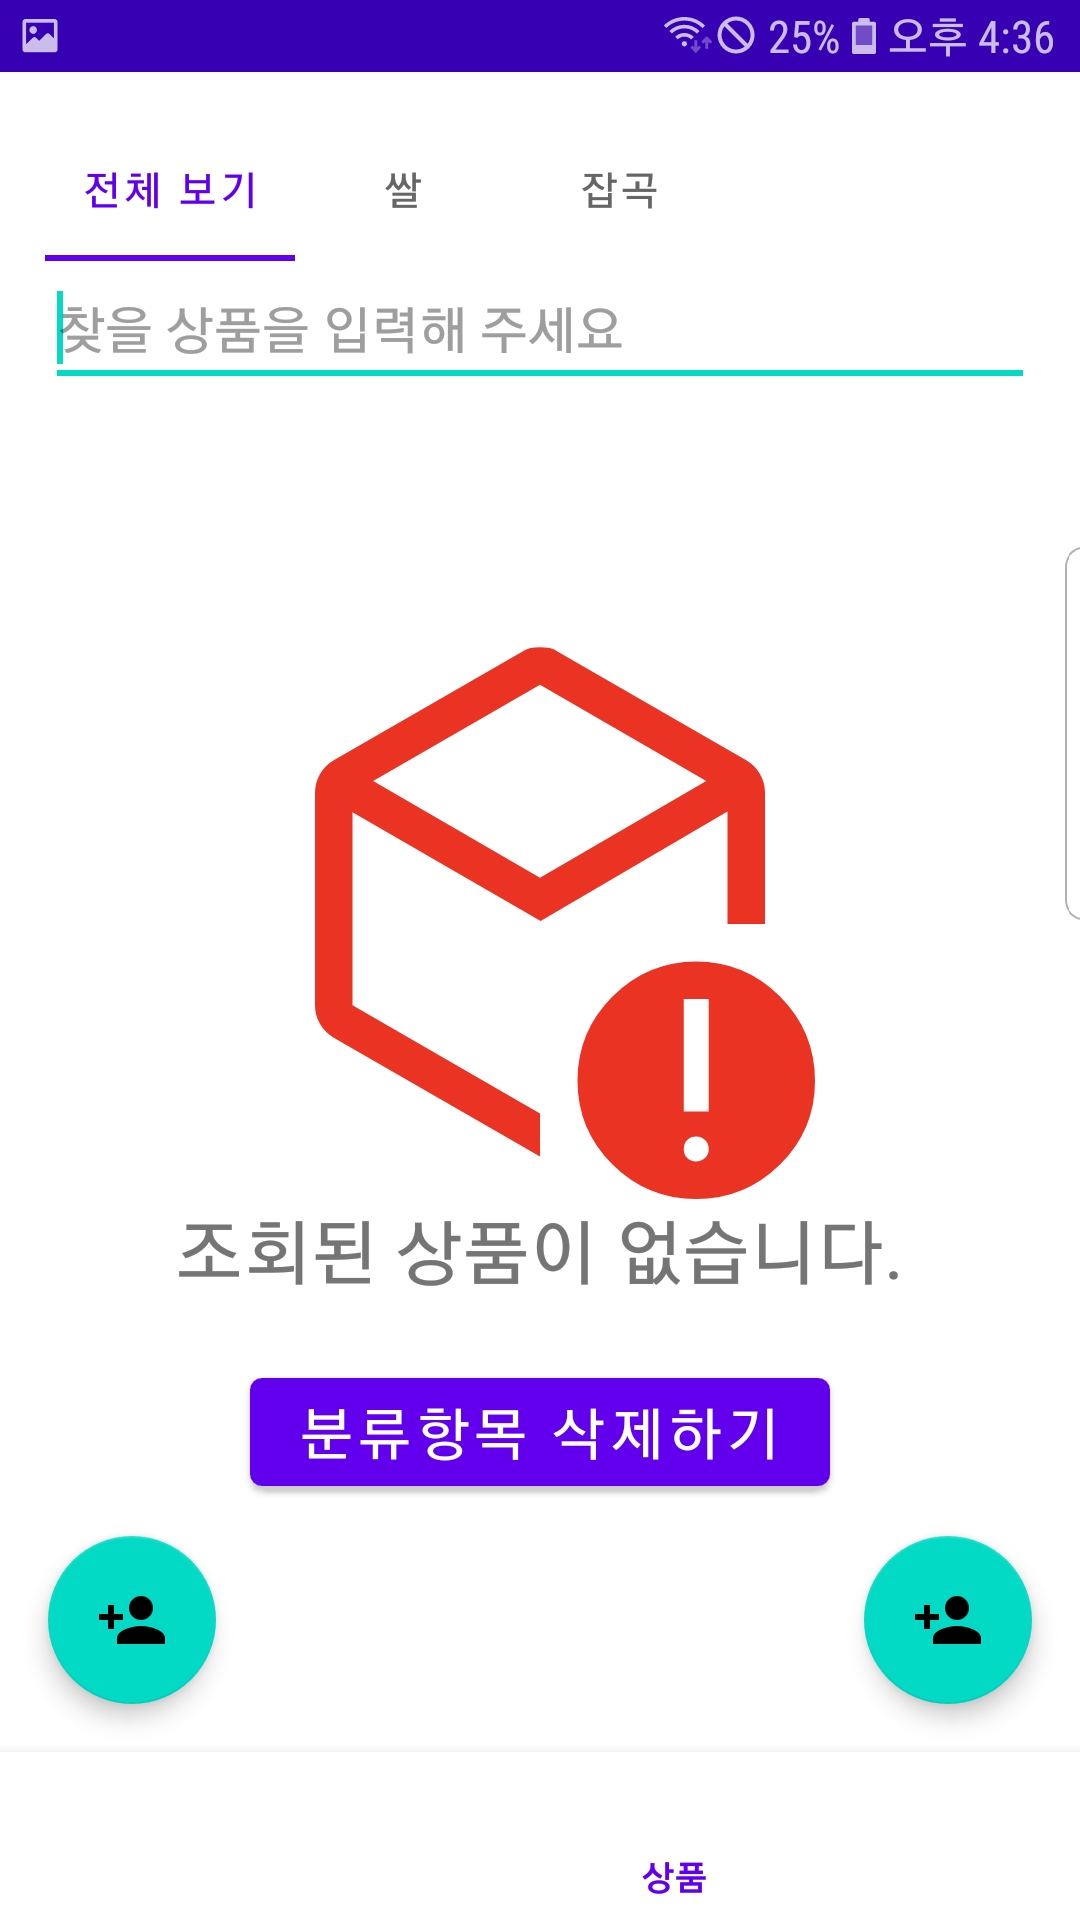 25% 오후 4:36
전체 보기 쌀 잡곡
찾을 상품을 입력해 주세요
조회된 상품이 없습니다.
분류항목 삭제하기
상품